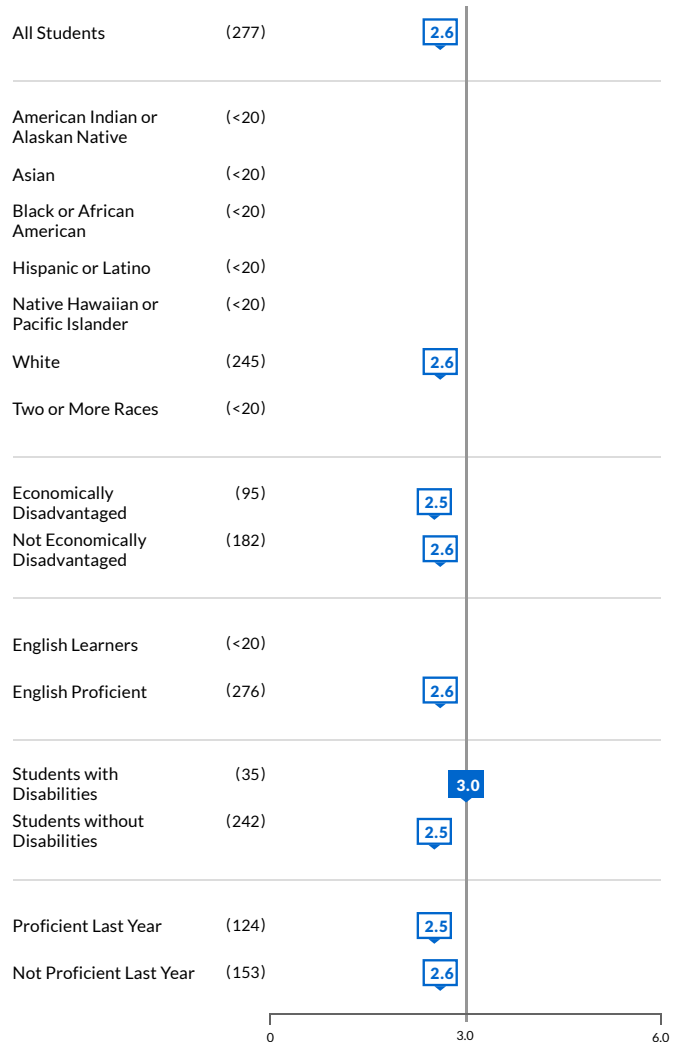 All Students (277) 2.6
American Indian or (<20)
Alaskan Native
Asian (<20)
Black or African (<20)
American
Hispanic or Latino (<20)
Native Hawaiian or (<20)
Pacific Islander
White (245) 2.6
Two or More Races (<20)
Economically (95) 2.5
Disadvantaged
Not Economically (182) 2.6
Disadvantaged
English Learners (<20)
English Proficient (276) 2.6
Students with (35) 3.0
Disabilities
Students without (242) 2.5
Disabilities
Proficient Last Year (124) 2.5
Not Proficient Last Year (153) 2.6
0 3.0 6.0